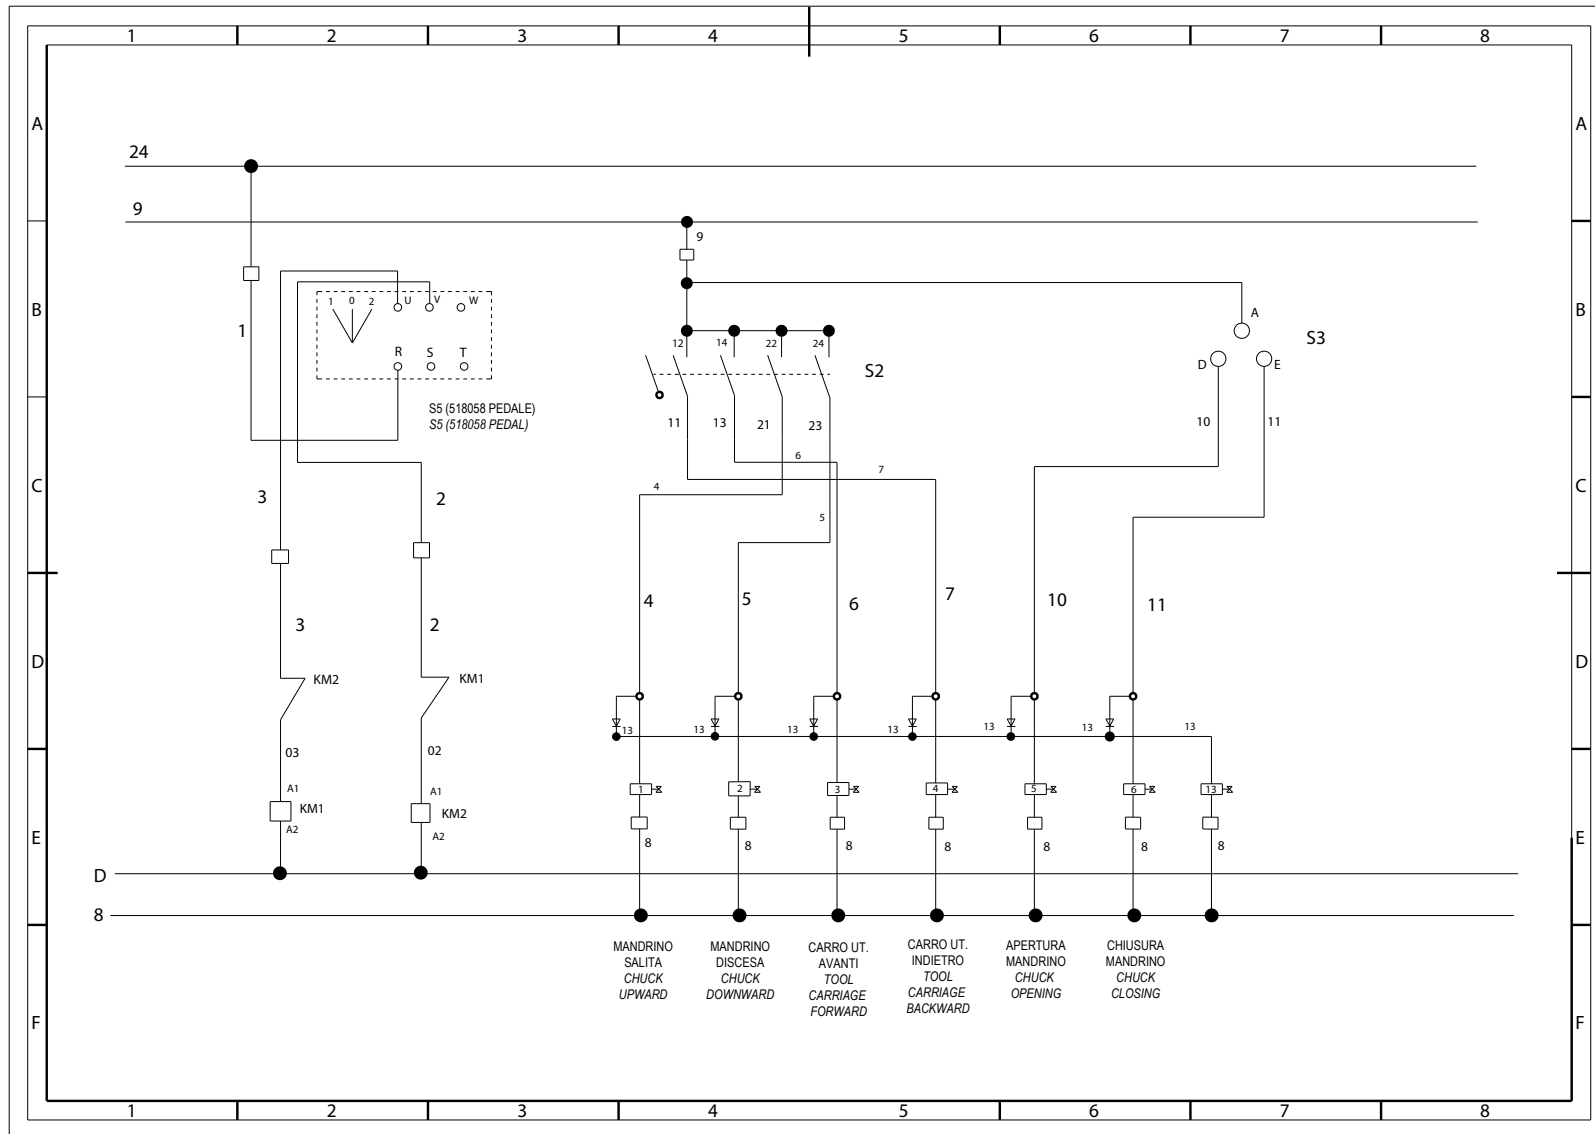 1 2 3 4 5 6 7 8
A A
24
9
9
B B
1 0 2 U V W
A
S3
1
12 14 22 24
R S T
D E
S2
S5 (518058 PEDALE)
S5 (518058 PEDAL)
11 13 21 23
10 11
6
7
C C
4
3 2
5
4 5 6 7 10 11
3 2
D D
KM2 KM1
13 13 13 13 13 13 13
03 02
A1 A1
1 2 3 4 5 6 13
KM1 KM2
A2 A2
E E
8 8 8 8 8 8 8
D
8
MANDRINO
SALITA
CHUCK
UPWARD
MANDRINO
DISCESA
CHUCK
DOWNWARD
CARRO UT.
AVANTI
TOOL
CARRIAGE
FORWARD
CARRO UT.
INDIETRO
TOOL
CARRIAGE
BACKWARD
APERTURA
MANDRINO
CHUCK
OPENING
CHIUSURA
MANDRINO
CHUCK
CLOSING
F F
1 2 3 4 5 6 7 8